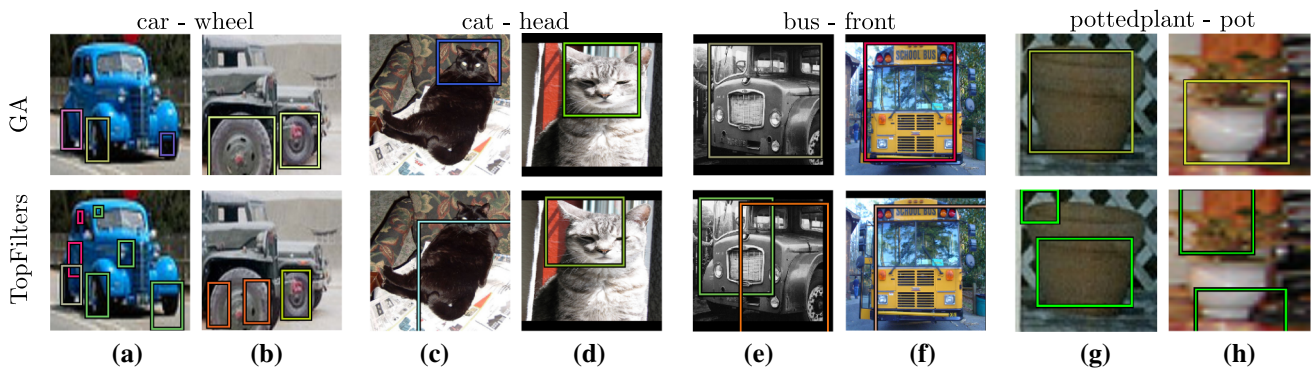 car - wheel cat - head bus - front pottedplant - pot
GA
SCHOOL BUS
TopFilters
SCHOOL BUS
(a) (b) (c) (d) (e) (f) (g) (h)